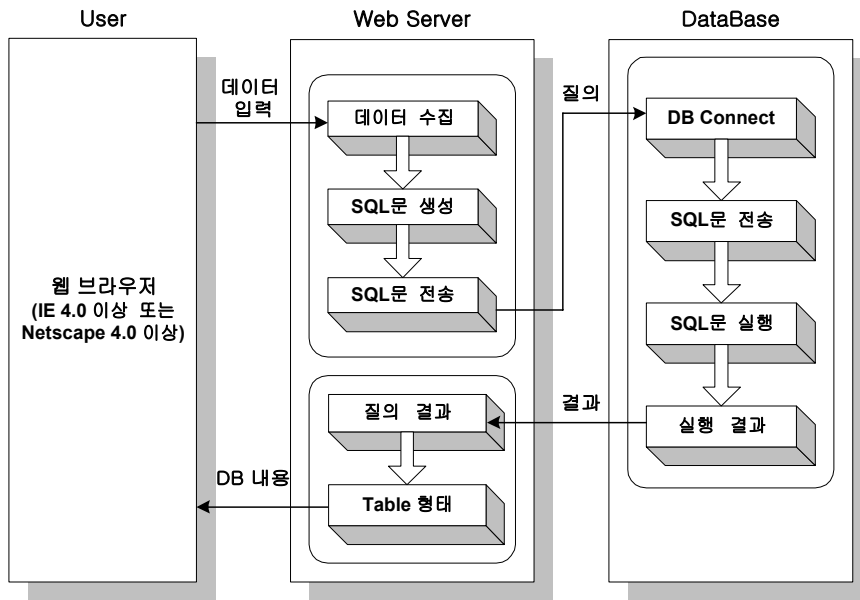 User
Web Server
DataBase
웹 브라우저
(IE 4.0 이상 또는
Netscape 4.0 이상)
데이터
입력
데이터 수집
SQL문 생성
SQL문 전송
질의
DB Connect
SQL문 전송
SQL문 실행
실행 결과
결과
질의 결과
Table 형태
DB 내용